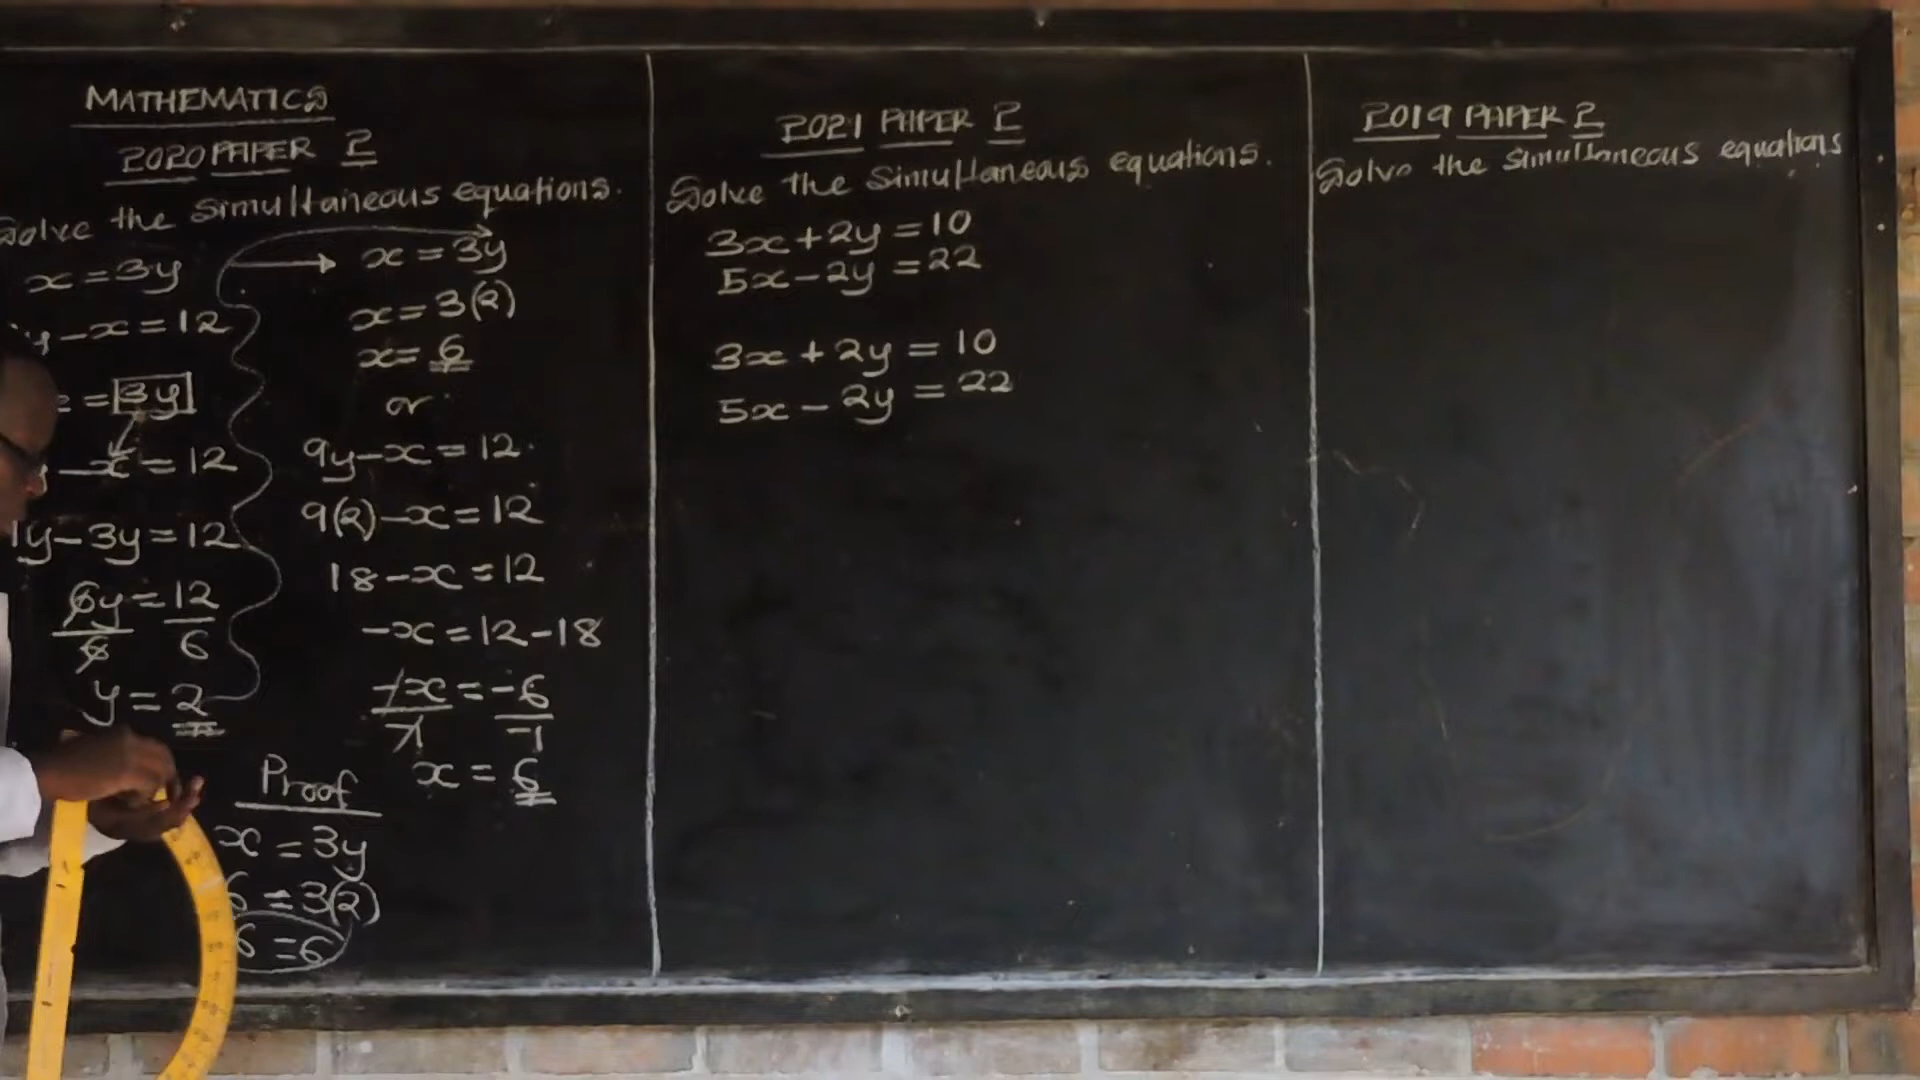 MATHEMATICS
2020 PAPER 2
Solve the simultaneous equations.
x = 3y
y - x = 12
= 3y
- x = 12
y - 3y = 12
6y = 12
6 6
y = 2
x = 3y
x = 3(2)
x = 6
or
9y - x = 12
9(2) - x = 12
18 - x = 12
-x = 12 - 18
-x = -6
-1 -1
x = 6
Proof
x = 3y
6 = 3(2)
6 = 6
2021 PAPER 2
Solve the simultaneous equations.
3x + 2y = 10
5x - 2y = 22
3x + 2y = 10
5x - 2y = 22
2019 PAPER 2
Solve the simultaneous equations